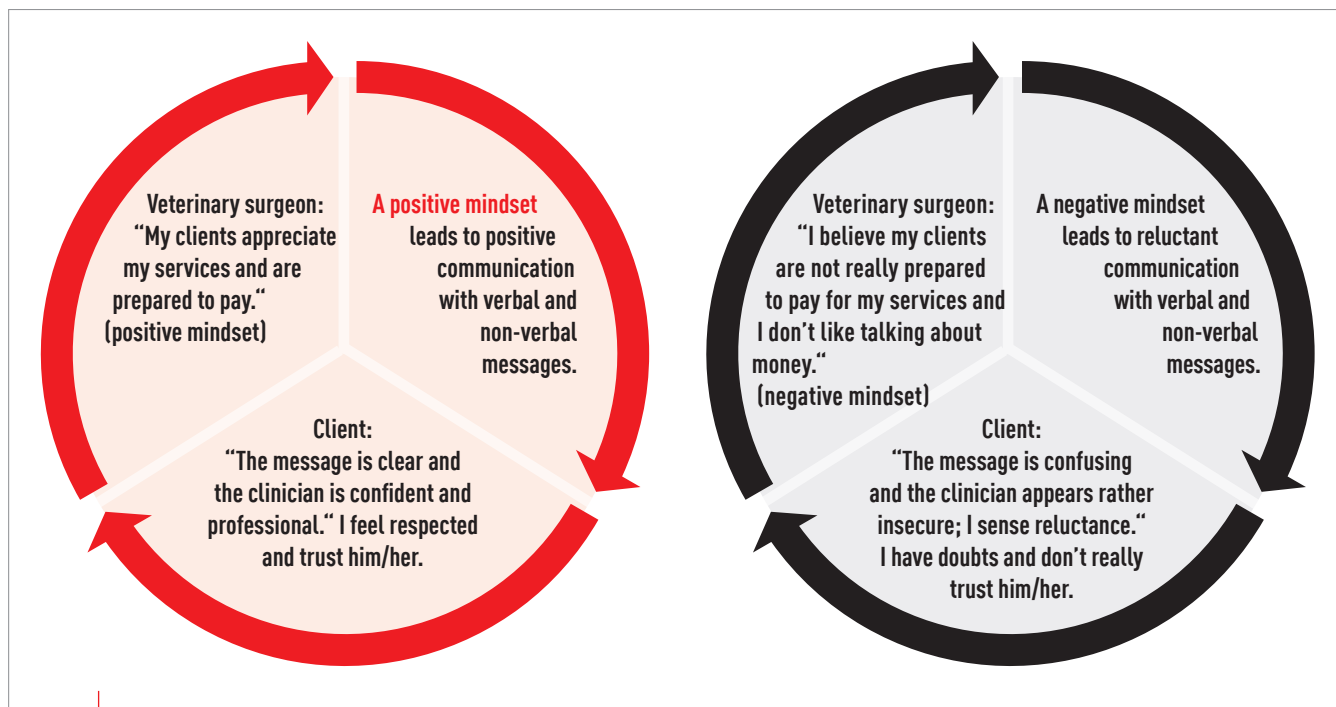 Veterinary surgeon:
“My clients appreciate
my services and are
prepared to pay.“
(positive mindset)
A positive mindset
leads to positive
communication
with verbal and
non-verbal
messages.
Client:
“The message is clear and
the clinician is confident and
professional.“ I feel respected
and trust him/her.
Veterinary surgeon:
“I believe my clients
are not really prepared
to pay for my services and
I don’t like talking about
money.“
(negative mindset)
A negative mindset
leads to reluctant
communication
with verbal and
non-verbal
messages.
Client:
“The message is confusing
and the clinician appears rather
insecure; I sense reluctance.“
I have doubts and don’t really
trust him/her.